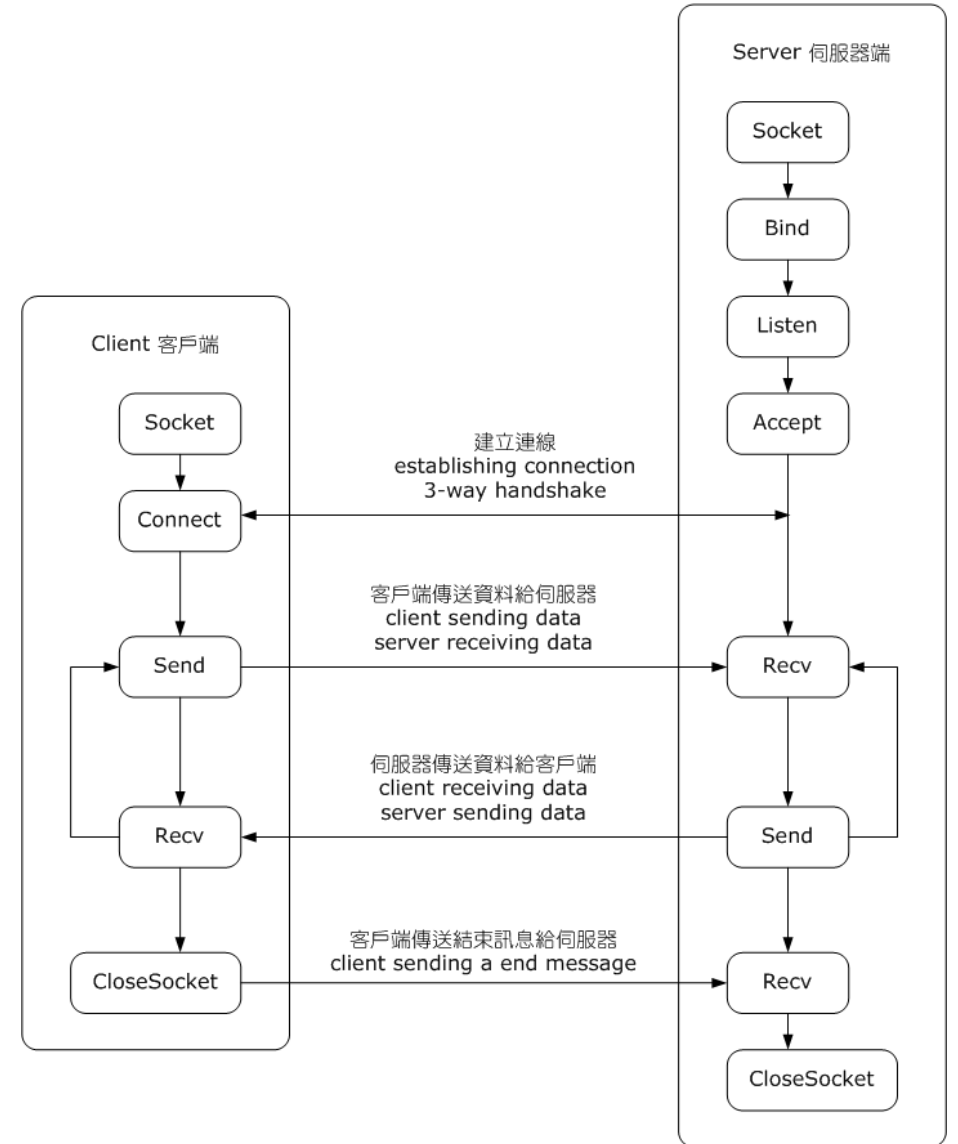 Server 伺服器端
Socket
Bind
Listen
Accept
Client 客戶端
Socket
Connect
建立連線
establishing connection
3-way handshake
客戶端傳送資料給伺服器
client sending data
server receiving data
Send
Recv
伺服器傳送資料給客戶端
client receiving data
server sending data
Recv
Send
客戶端傳送結束訊息給伺服器
client sending a end message
CloseSocket
Recv
CloseSocket